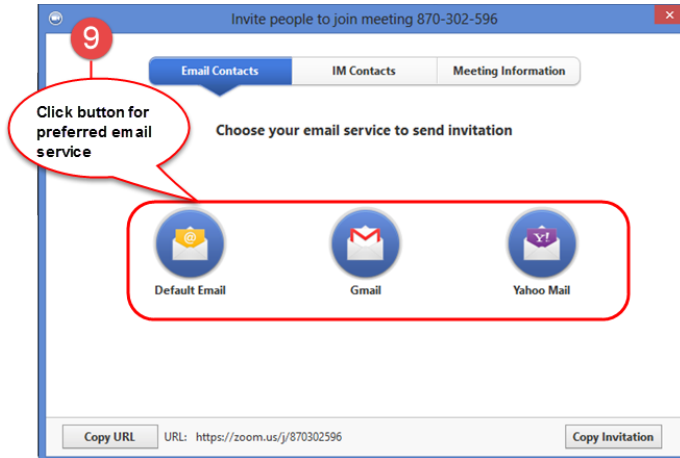 Invite people to join meeting 870-302-596
9
Email Contacts
IM Contacts
Meeting Information
Click button for
preferred email
service
Choose your email service to send invitation
@
Y!
Default Email
Gmail
Yahoo Mail
Copy URL
URL: https://zoom.us/j/870302596
Copy Invitation